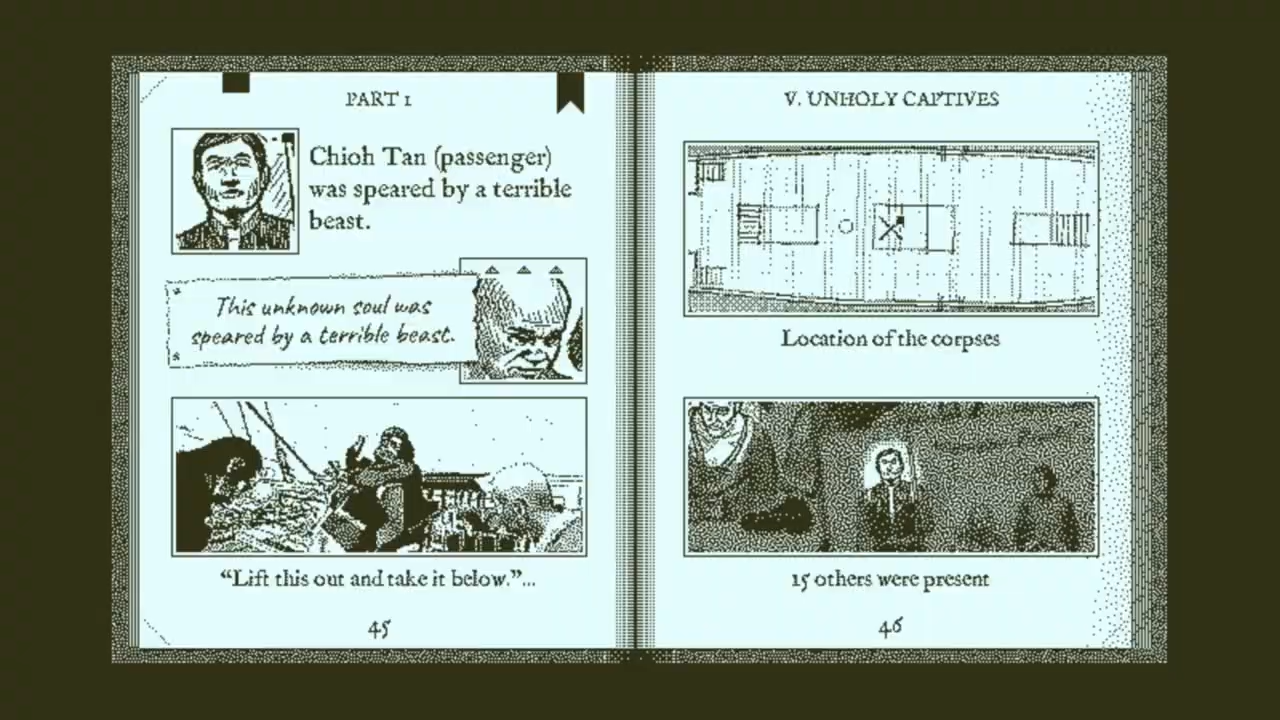 PART 1
Chioh Tan (passenger)
was speared by a terrible
beast.
This unknown soul was
speared by a terrible beast.
"Lift this out and take it below."...
45
V. UNHOLY CAPTIVES
Location of the corpses
15 others were present
46